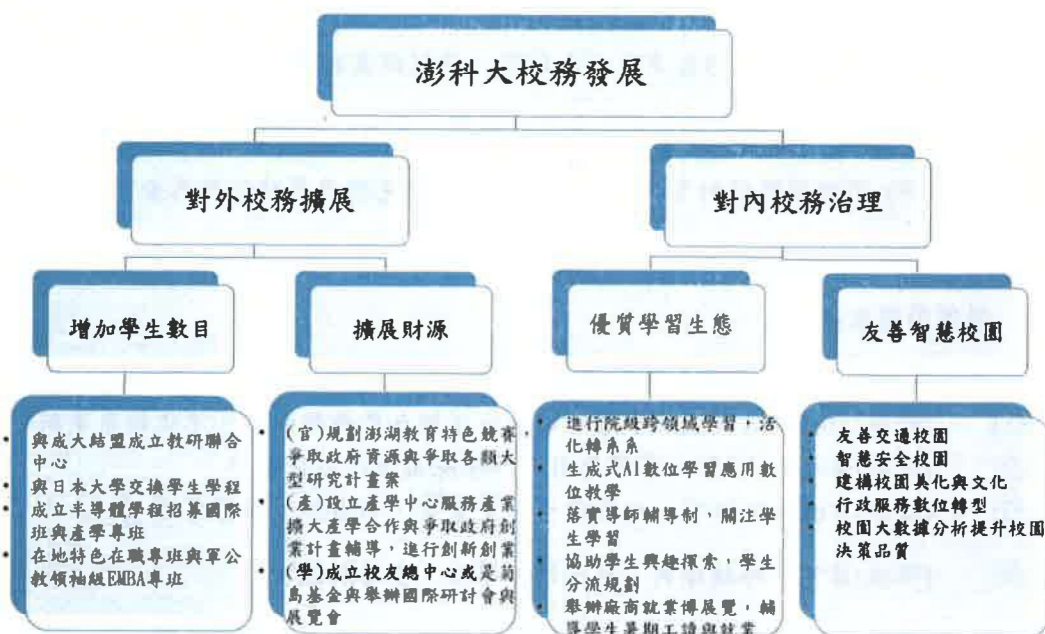 澎科大校務發展
對外校務擴展
對內校務治理
增加學生數目
擴展財源
優質學習生態
友善智慧校園
• 與成大結盟成立教研聯合
中心
• 與日本大學交換學生學程
• 成立半導體學程招募國際
班與產學專班
• 在地特色在職專班與軍公
教領袖級EMBA專班
• (官)規劃澎湖教育特色競賽，
爭取政府資源與爭取各類大
型研究計畫案
• (產)設立產學中心服務產業
擴大產學合作與爭取政府創
業計畫輔導，進行創新創業
• (學)成立校友總中心或是菊
島基金與舉辦國際研討會與
展覽會
• 進行院級跨領域學習，活
化轉系系
• 生成式AI數位學習應用數
位教學
• 落實導師輔導制，關注學
生學習
• 協助學生興趣探索，學生
分流規劃
• 舉辦廠商就業博展覽，輔
導學生暑期工讀與就業
• 友善交通校園
• 智慧安全校園
• 建構校園美化與文化
• 行政服務數位轉型
• 校園大數據分析提升校園
決策品質